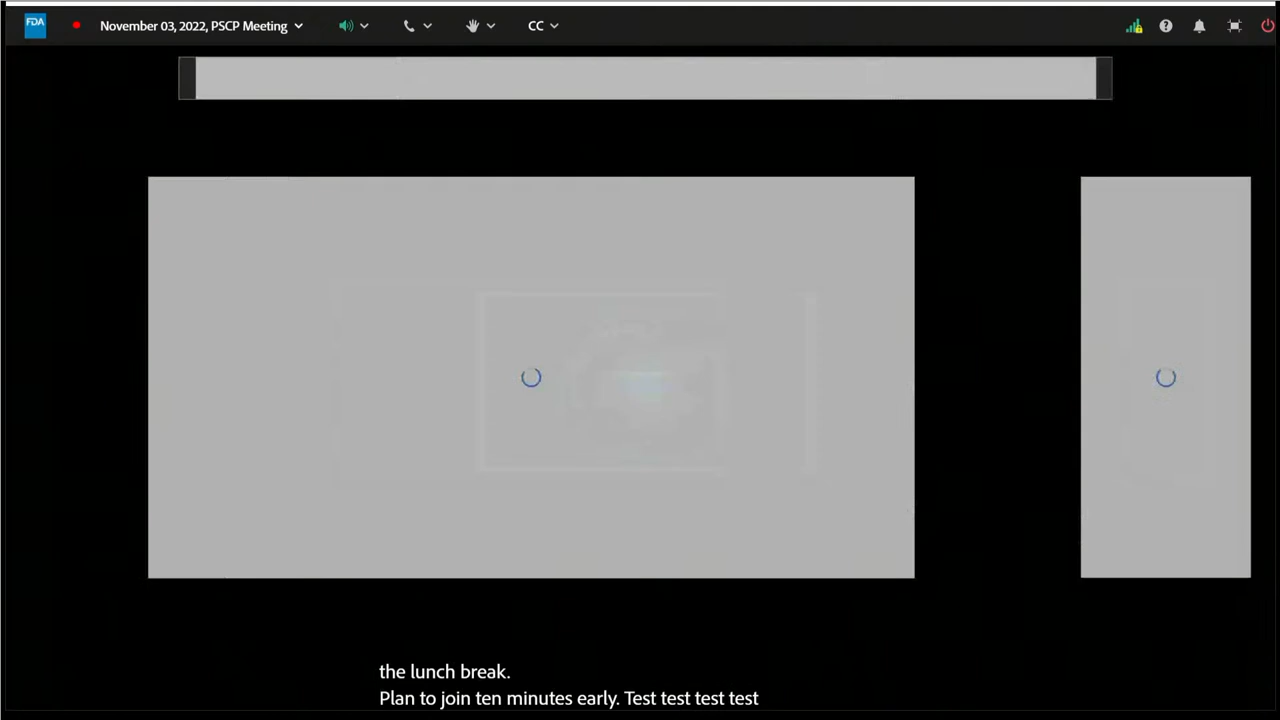 FDA
November 03, 2022, PSCP Meeting
CC
the lunch break.
Plan to join ten minutes early. Test test test test